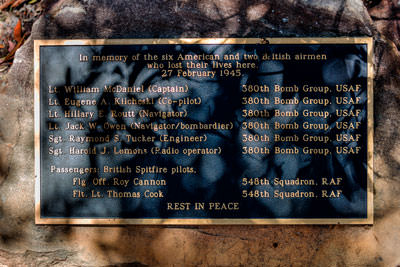 In memory of the six American and two British airmen
who lost their lives here.
27 February 1945.
Lt. William McDaniel (Captain) 380th Bomb Group, USAF
Lt. Eugene A. Kilcheski (Co-pilot) 380th Bomb Group, USAF
Lt. Hillary E. Routt (Navigator) 380th Bomb Group, USAF
Lt. Jack W. Owen (Navigator/bombardier) 380th Bomb Group, USAF
Sgt. Raymond S. Tucker (Engineer) 380th Bomb Group, USAF
Sgt. Harold J. Lemons (Radio operator) 380th Bomb Group, USAF
Passengers: British Spitfire pilots,
Flg. Off. Roy Cannon 548th Squadron, RAF
Flt. Lt. Thomas Cook 548th Squadron, RAF
REST IN PEACE